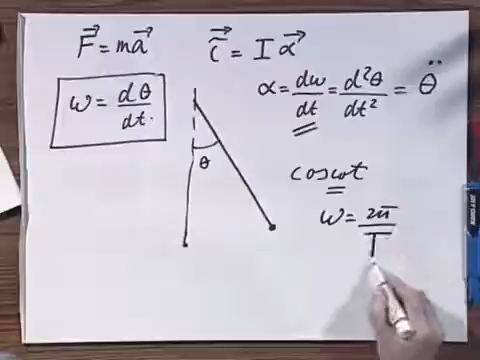 F⃗ = ma⃗
τ⃗ = I α⃗
ω = dθ/dt.
α = dω/dt = d²θ/dt² = θ̈
θ
cos ωt
ω = 2π/T